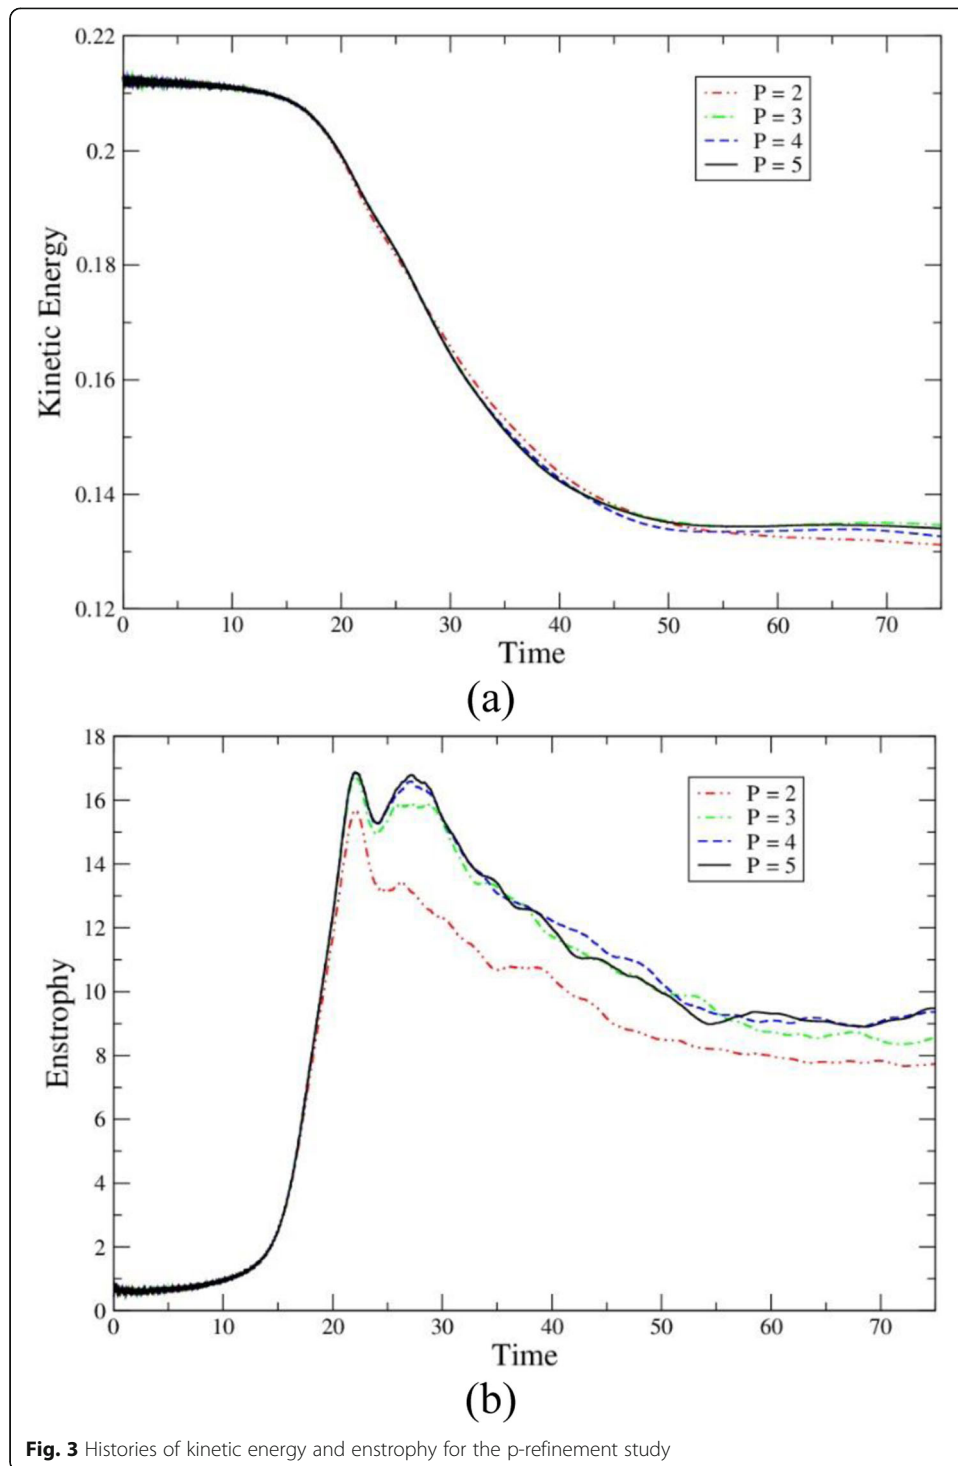 0.22
0.2
0.18
0.16
0.14
0.12
Kinetic Energy
P = 2
P = 3
P = 4
P = 5
0 10 20 30 40 50 60 70
Time
(a)
18
16
14
12
10
8
6
4
2
0
Enstrophy
P = 2
P = 3
P = 4
P = 5
0 10 20 30 40 50 60 70
Time
(b)
Fig. 3 Histories of kinetic energy and enstrophy for the p-refinement study